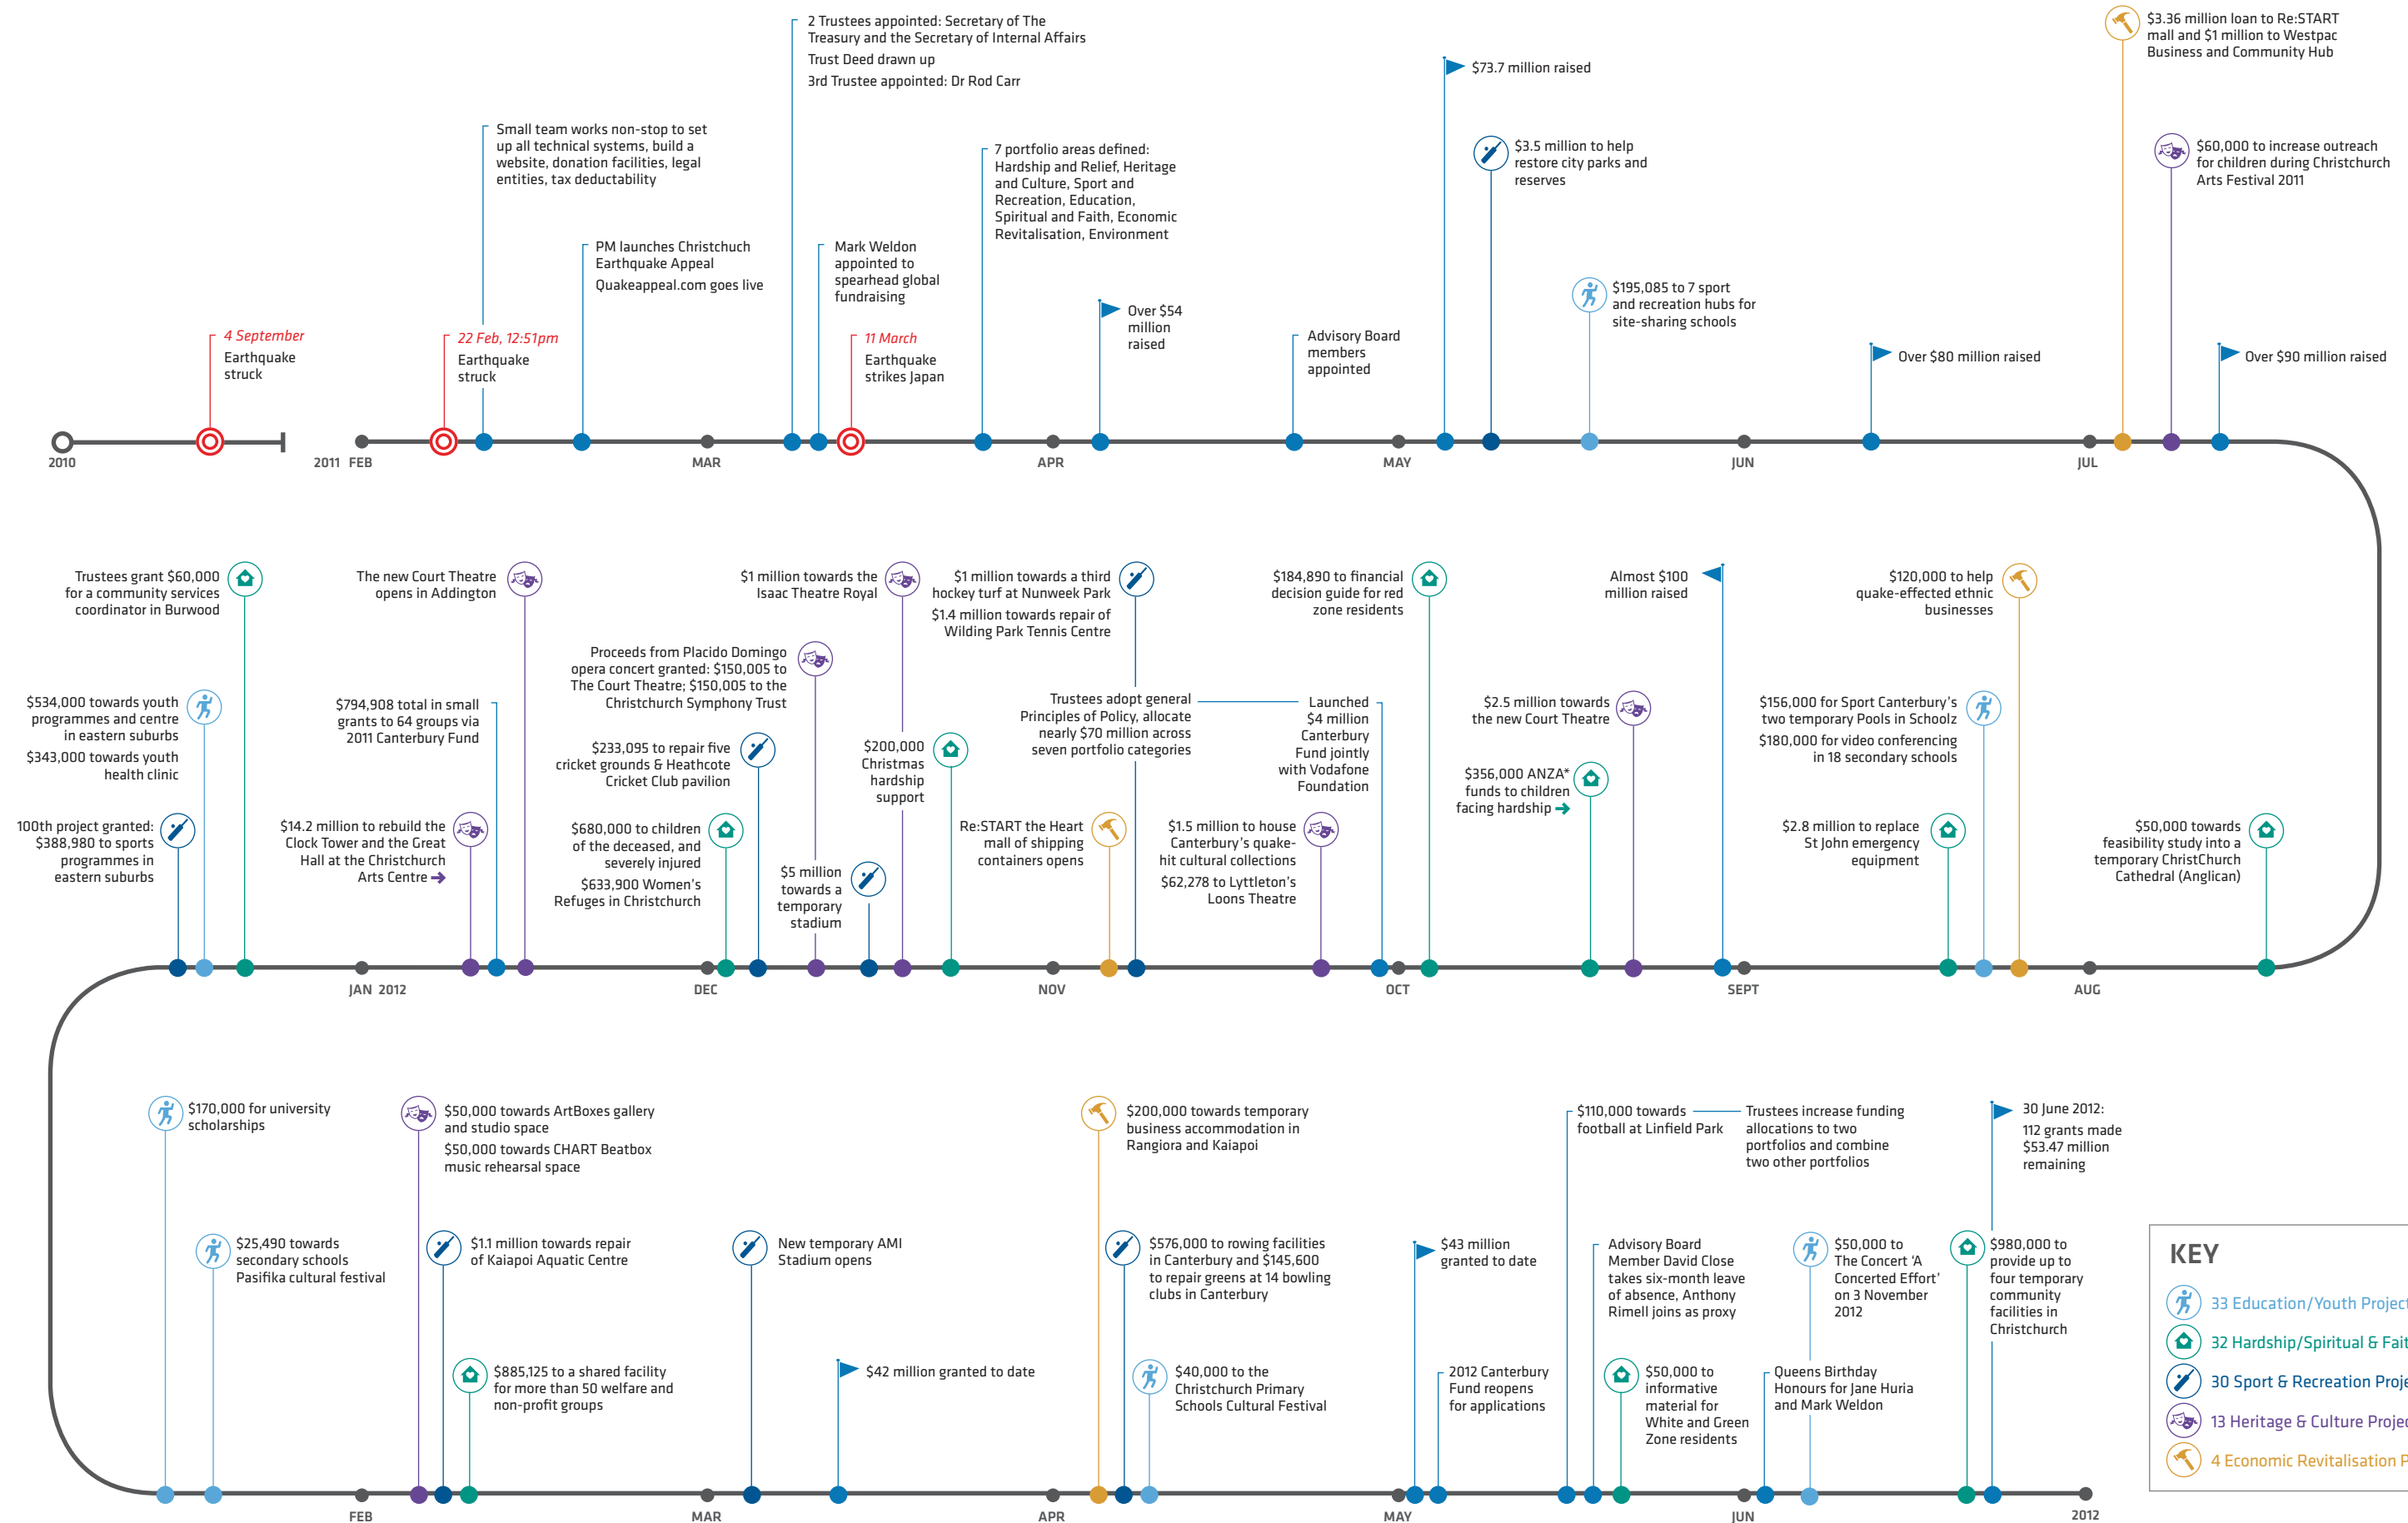 2 Trustees appointed: Secretary of The
Treasury and the Secretary of Internal Affairs
Trust Deed drawn up
3rd Trustee appointed: Dr Rod Carr
$3.36 million loan to Re:START
mall and $1 million to Westpac
Business and Community Hub
$73.7 million raised
Small team works non-stop to set
up all technical systems, build a
website, donation facilities, legal
entities, tax deductability
7 portfolio areas defined:
Hardship and Relief, Heritage
and Culture, Sport and
Recreation, Education,
Spiritual and Faith, Economic
Revitalisation, Environment
$3.5 million to help
restore city parks and
reserves
$60,000 to increase outreach
for children during Christchurch
Arts Festival 2011
PM launches Christchuch
Earthquake Appeal
Quakeappeal.com goes live
Mark Weldon
appointed to
spearhead global
fundraising
$195,085 to 7 sport
and recreation hubs for
site-sharing schools
4 September
Earthquake
struck
22 Feb, 12:51pm
Earthquake
struck
11 March
Earthquake
strikes Japan
Over $54
million
raised
Advisory Board
members
appointed
Over $80 million raised
Over $90 million raised
2010
2011 FEB
MAR
APR
MAY
JUN
JUL
Trustees grant $60,000
for a community services
coordinator in Burwood
The new Court Theatre
opens in Addington
$1 million towards the
Isaac Theatre Royal
$1 million towards a third
hockey turf at Nunweek Park
$1.4 million towards repair of
Wilding Park Tennis Centre
$184,890 to financial
decision guide for red
zone residents
Almost $100
million raised
$120,000 to help
quake-effected ethnic
businesses
Proceeds from Placido Domingo
opera concert granted: $150,005 to
The Court Theatre; $150,005 to the
Christchurch Symphony Trust
$534,000 towards youth
programmes and centre
in eastern suburbs
$343,000 towards youth
health clinic
$794,908 total in small
grants to 64 groups via
2011 Canterbury Fund
Trustees adopt general
Principles of Policy, allocate
nearly $70 million across
seven portfolio categories
Launched
$4 million
Canterbury
Fund jointly
with Vodafone
Foundation
$2.5 million towards
the new Court Theatre
$156,000 for Sport Canterbury's
two temporary Pools in Schoolz
$180,000 for video conferencing
in 18 secondary schools
$233,095 to repair five
cricket grounds & Heathcote
Cricket Club pavilion
$200,000
Christmas
hardship
support
$356,000 ANZA*
funds to children
facing hardship →
100th project granted:
$388,980 to sports
programmes in
eastern suburbs
$14.2 million to rebuild the
Clock Tower and the Great
Hall at the Christchurch
Arts Centre →
$680,000 to children
of the deceased, and
severely injured
$633,900 Women's
Refuges in Christchurch
$5 million
towards a
temporary
stadium
Re:START the Heart
mall of shipping
containers opens
$1.5 million to house
Canterbury's quake-
hit cultural collections
$62,278 to Lyttleton's
Loons Theatre
$2.8 million to replace
St John emergency
equipment
$50,000 towards
feasibility study into a
temporary ChristChurch
Cathedral (Anglican)
JAN 2012
DEC
NOV
OCT
SEPT
AUG
$170,000 for university
scholarships
$50,000 towards ArtBoxes gallery
and studio space
$50,000 towards CHART Beatbox
music rehearsal space
$200,000 towards temporary
business accommodation in
Rangiora and Kaiapoi
$110,000 towards
football at Linfield Park
Trustees increase funding
allocations to two
portfolios and combine
two other portfolios
30 June 2012:
112 grants made
$53.47 million
remaining
$25,490 towards
secondary schools
Pasifika cultural festival
$1.1 million towards repair
of Kaiapoi Aquatic Centre
New temporary AMI
Stadium opens
$576,000 to rowing facilities
in Canterbury and $145,600
to repair greens at 14 bowling
clubs in Canterbury
$43 million
granted to date
Advisory Board
Member David Close
takes six-month leave
of absence, Anthony
Rimell joins as proxy
$50,000 to
The Concert 'A
Concerted Effort'
on 3 November
2012
$980,000 to
provide up to
four temporary
community
facilities in
Christchurch
$885,125 to a shared facility
for more than 50 welfare and
non-profit groups
$42 million granted to date
$40,000 to the
Christchurch Primary
Schools Cultural Festival
2012 Canterbury
Fund reopens
for applications
$50,000 to
informative
material for
White and Green
Zone residents
Queens Birthday
Honours for Jane Huria
and Mark Weldon
FEB
MAR
APR
MAY
JUN
2012
KEY
33 Education/Youth
32 Hardship/Spiritual &
30 Sport & Recreation
13 Heritage & Culture
4 Economic Revitalisation